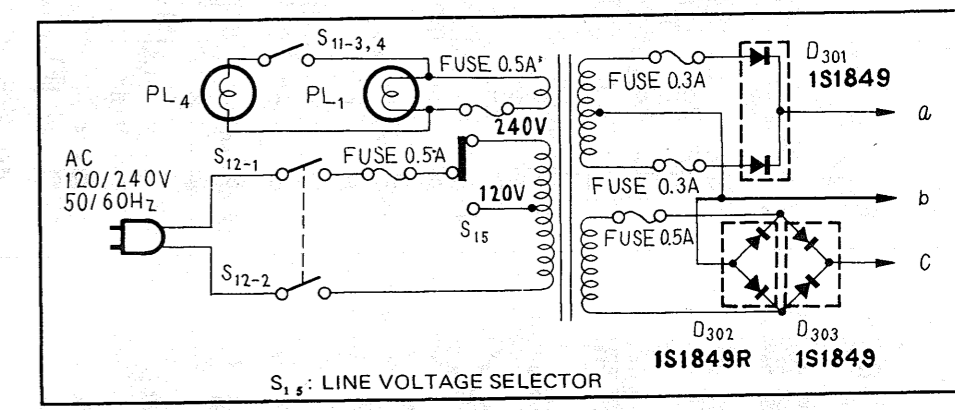 S11-3, 4
FUSE 0.5A
PL4
PL1
FUSE 0.3A
D301
1S1849
a
240V
AC
120/240V
50/60Hz
S12-1
FUSE 0.5A
120V
S15
FUSE 0.3A
b
FUSE 0.5A
C
S12-2
D302
1S1849R
D303
1S1849
S15: LINE VOLTAGE SELECTOR